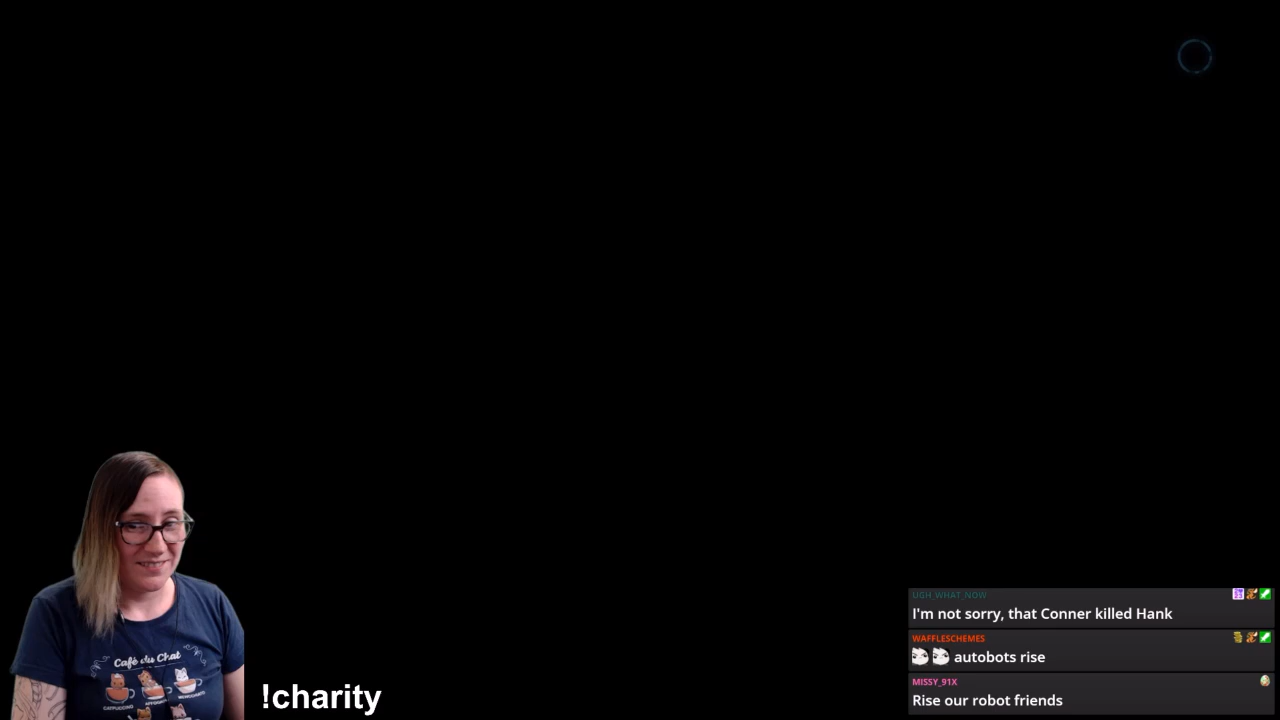 UGH_WHAT_NOW
I'm not sorry, that Conner killed Hank
WAFFLESCHEMES
autobots rise
MISSY_91X
Rise our robot friends
!charity
Café du Chat
CATPUCCINO